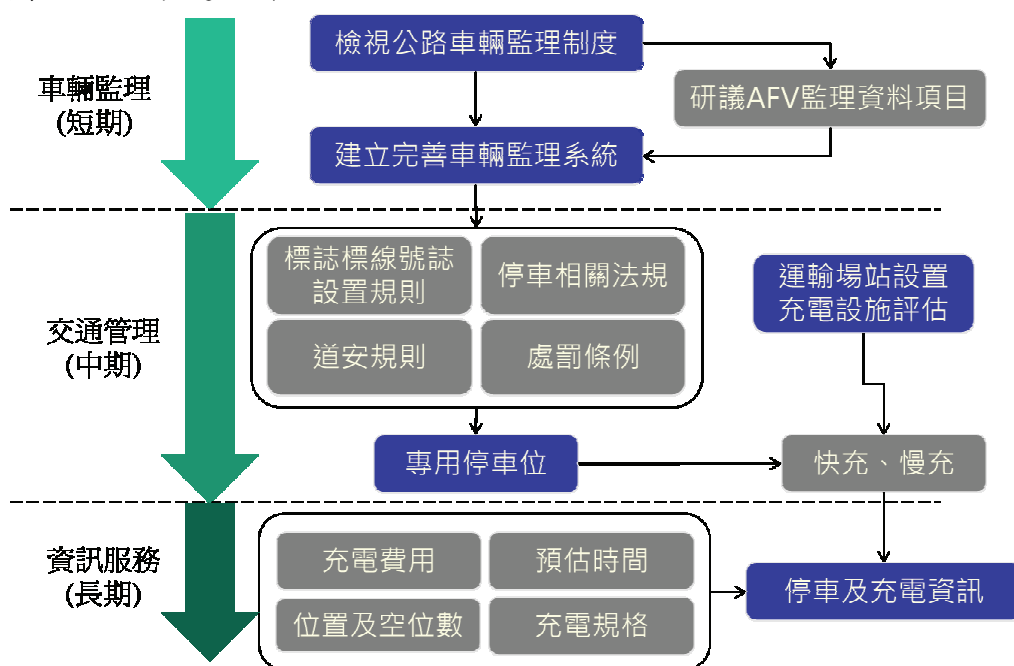 檢視公路車輛監理制度
車輛監理
(短期)
研議AFV監理資料項目
建立完善車輛監理系統
標誌標線號誌
設置規則
停車相關法規
運輸場站設置
充電設施評估
交通管理
(中期)
道安規則
處罰條例
專用停車位
快充、慢充
資訊服務
(長期)
充電費用
預估時間
停車及充電資訊
位置及空位數
充電規格